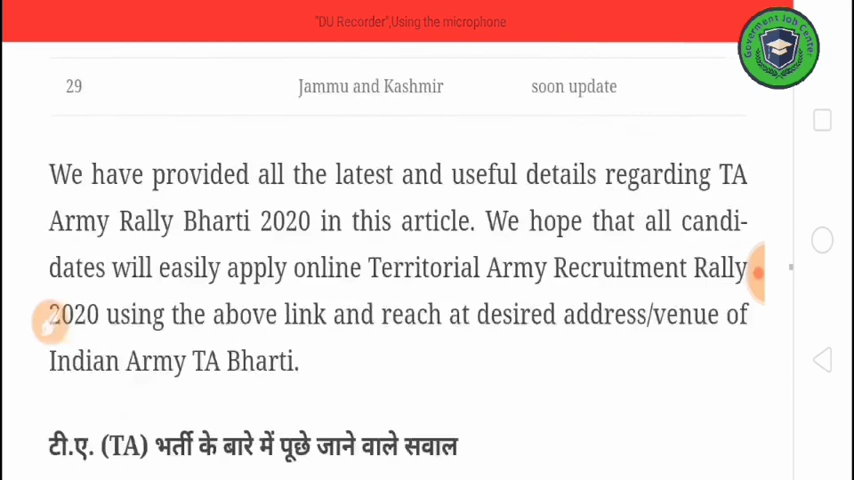 "DU Recorder",Using the microphone
Goverment Job Center
29 Jammu and Kashmir soon update
We have provided all the latest and useful details regarding TA
Army Rally Bharti 2020 in this article. We hope that all candi-
dates will easily apply online Territorial Army Recruitment Rally
2020 using the above link and reach at desired address/venue of
Indian Army TA Bharti.
टी.ए. (TA) भर्ती के बारे में पूछे जाने वाले सवाल